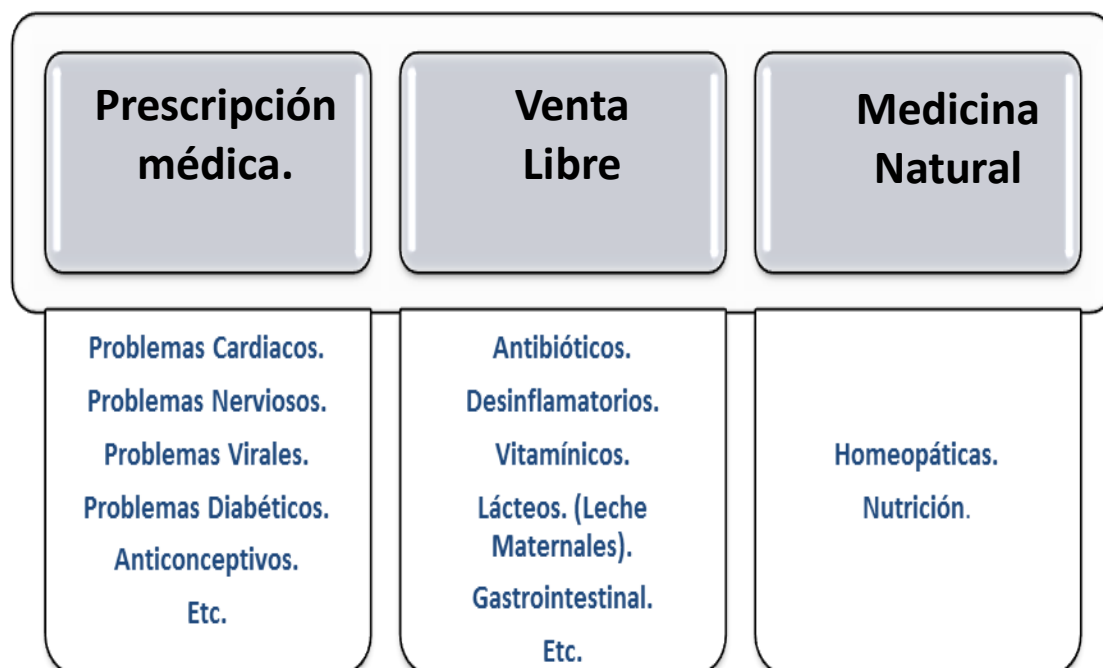 Prescripción
médica.
Venta
Libre
Medicina
Natural
Problemas Cardiacos.
Problemas Nerviosos.
Problemas Virales.
Problemas Diabéticos.
Anticonceptivos.
Etc.
Antibióticos.
Desinflamatorios.
Vitamínicos.
Lácteos. (Leche
Maternales).
Gastrointestinal.
Etc.
Homeopáticas.
Nutrición.